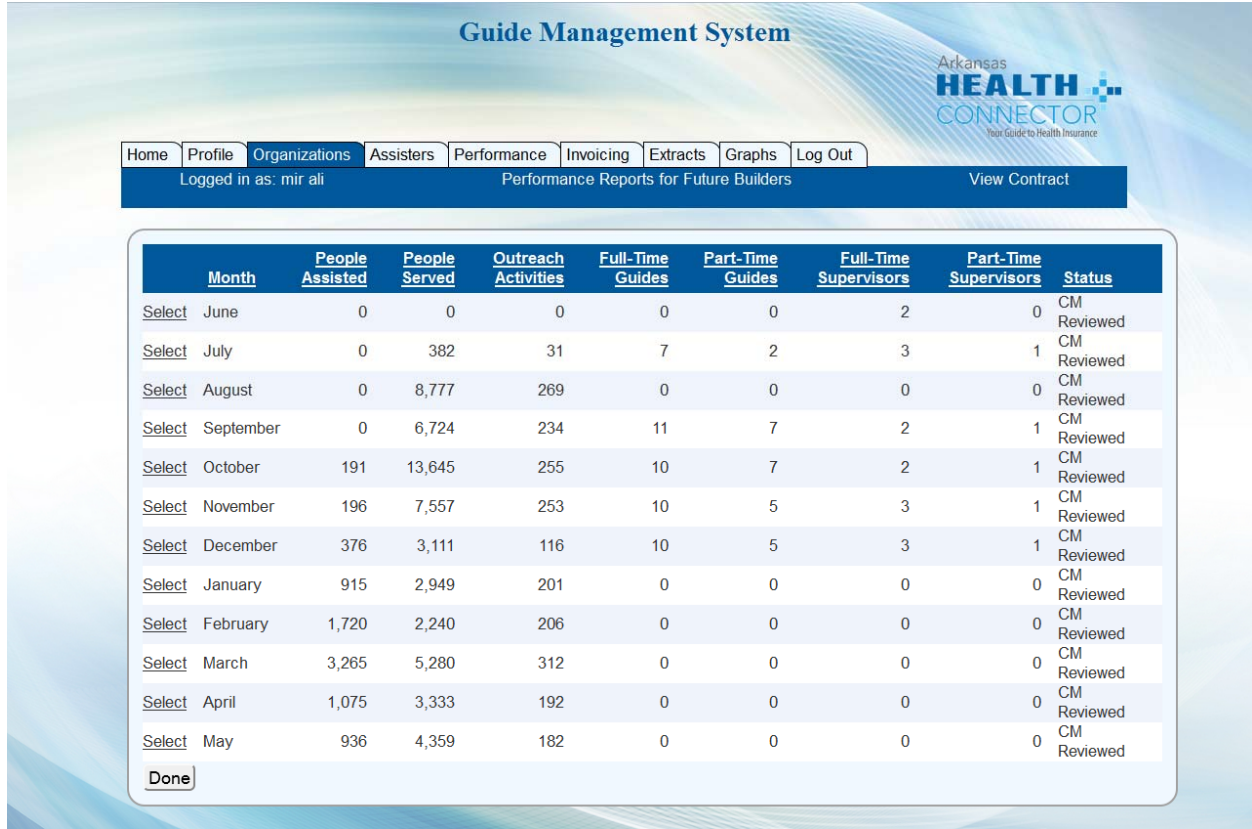 Guide Management System
Arkansas
HEALTH
CONNECTOR
Your Guide to Health Insurance
Home Profile Organizations Assisters Performance Invoicing Extracts Graphs Log Out
Logged in as: mir ali Performance Reports for Future Builders View Contract
Month People Assisted People Served Outreach Activities Full-Time Guides Part-Time Guides Full-Time Supervisors Part-Time Supervisors Status
Select June 0 0 0 0 0 2 0 CM Reviewed
Select July 0 382 31 7 2 3 1 CM Reviewed
Select August 0 8,777 269 0 0 0 0 CM Reviewed
Select September 0 6,724 234 11 7 2 1 CM Reviewed
Select October 191 13,645 255 10 7 2 1 CM Reviewed
Select November 196 7,557 253 10 5 3 1 CM Reviewed
Select December 376 3,111 116 10 5 3 1 CM Reviewed
Select January 915 2,949 201 0 0 0 0 CM Reviewed
Select February 1,720 2,240 206 0 0 0 0 CM Reviewed
Select March 3,265 5,280 312 0 0 0 0 CM Reviewed
Select April 1,075 3,333 192 0 0 0 0 CM Reviewed
Select May 936 4,359 182 0 0 0 0 CM Reviewed
Done